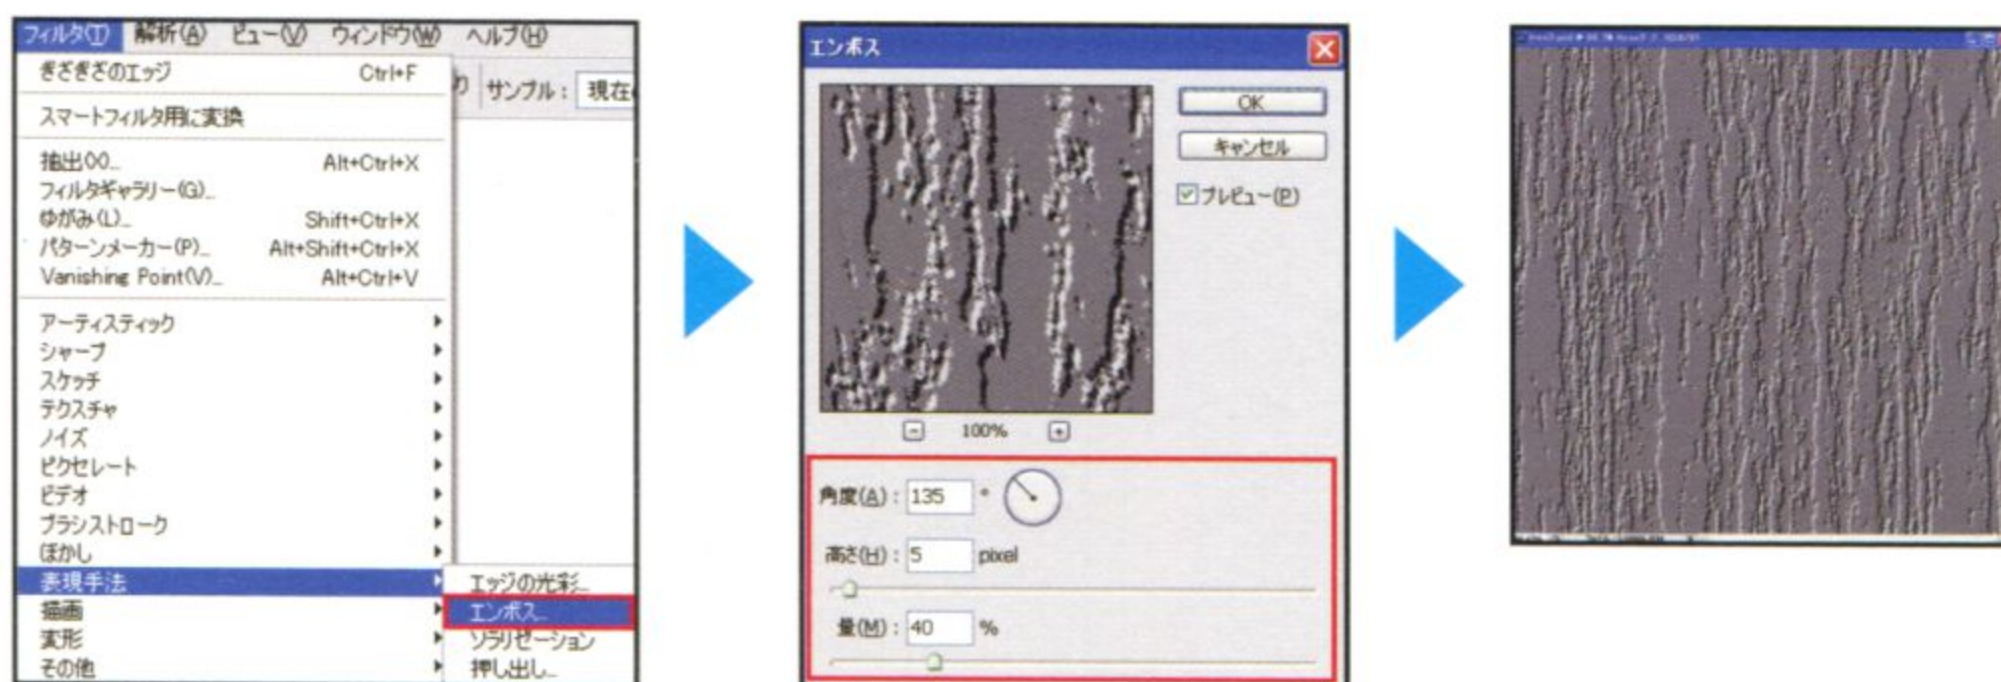 フィルタ(T) 解析(A) ビュー(V) ウィンドウ(W) ヘルプ(H)
ぎざぎざのエッジ Ctrl+F
サンプル： 現在
スマートフィルタ用に変換
抽出(X)... Alt+Ctrl+X
フィルタギャラリー(G)...
ゆがみ(L)... Shift+Ctrl+X
パターンメーカー(P)... Alt+Shift+Ctrl+X
Vanishing Point(V)... Alt+Ctrl+V
アーティスティック
シャープ
スケッチ
テクスチャ
ノイズ
ピクセレート
ビデオ
ブラシストローク
ぼかし
表現手法
描画
変形
その他
エッジの光彩...
エンボス...
ソラリゼーション
押し出し...
エンボス
OK
キャンセル
プレビュー(P)
100%
角度(A)： 135 °
高さ(H)： 5 pixel
量(M)： 40 %